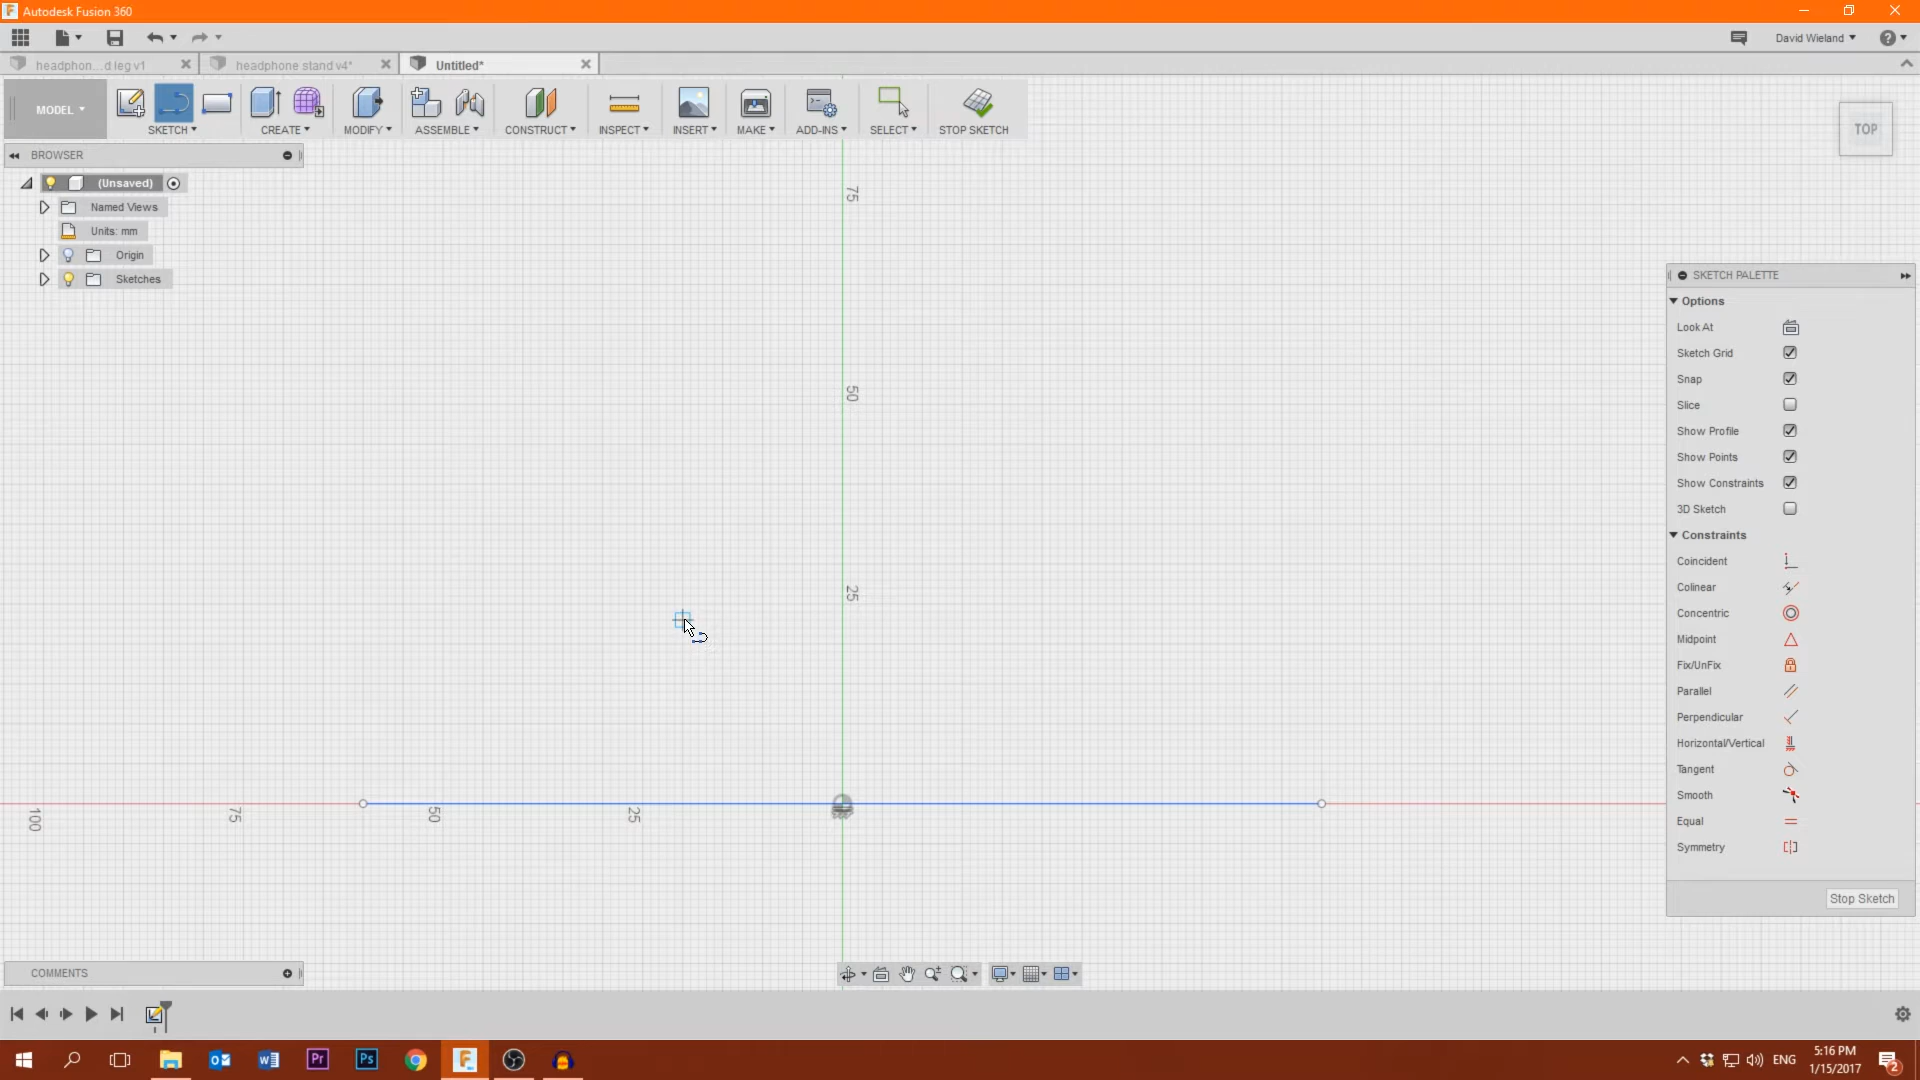 Autodesk Fusion 360
David Wieland
headphon...d leg v1
headphone stand v4*
Untitled*
MODEL
SKETCH
CREATE
MODIFY
ASSEMBLE
CONSTRUCT
INSPECT
INSERT
MAKE
ADD-INS
SELECT
STOP SKETCH
TOP
BROWSER
(Unsaved)
Named Views
Units: mm
Origin
Sketches
75
50
25
100
75
50
25
SKETCH PALETTE
Options
Look At
Sketch Grid
Snap
Slice
Show Profile
Show Points
Show Constraints
3D Sketch
Constraints
Coincident
Colinear
Concentric
Midpoint
Fix/UnFix
Parallel
Perpendicular
Horizontal/Vertical
Tangent
Smooth
Equal
Symmetry
Stop Sketch
COMMENTS
Pr
Ps
ENG
5:16 PM
1/15/2017
2